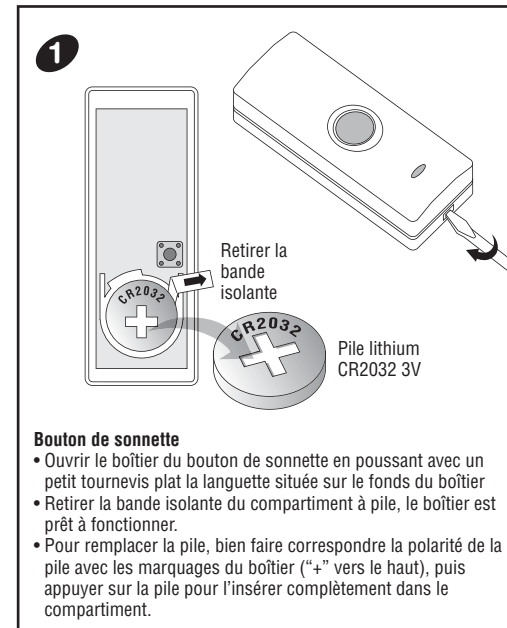 1
Retirer la
bande
isolante
CR2032
CR2032
Pile lithium
CR2032 3V
Bouton de sonnette
• Ouvrir le boîtier du bouton de sonnette en poussant avec un
petit tournevis plat la languette située sur le fonds du boîtier
• Retirer la bande isolante du compartiment à pile, le boîtier est
prêt à fonctionner.
• Pour remplacer la pile, bien faire correspondre la polarité de la
pile avec les marquages du boîtier (“+” vers le haut), puis
appuyer sur la pile pour l’insérer complètement dans le
compartiment.